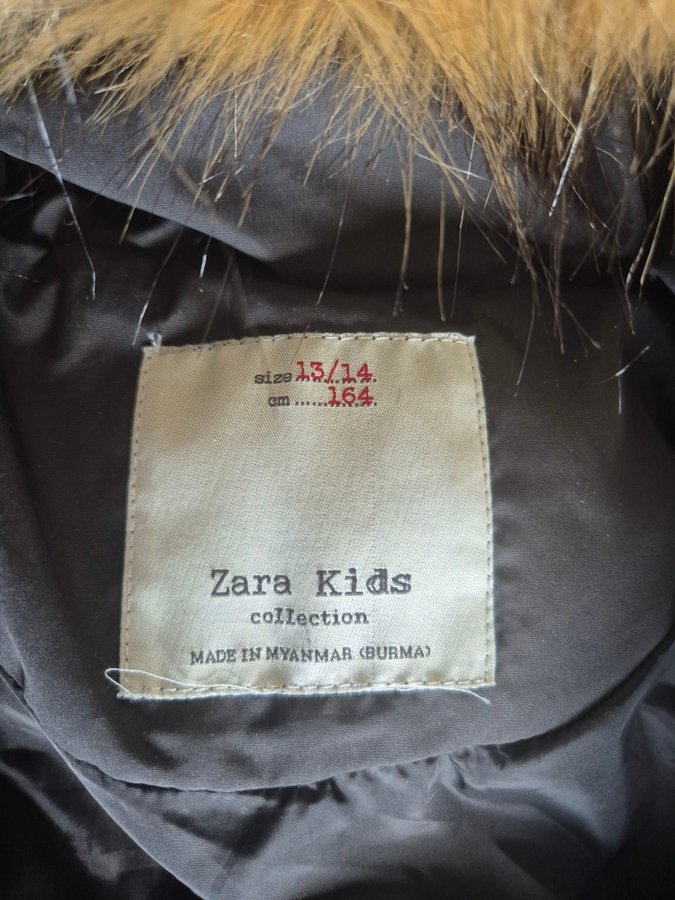 size 13/14
cm ...... 164
Zara Kids
collection
MADE IN MYANMAR (BURMA)